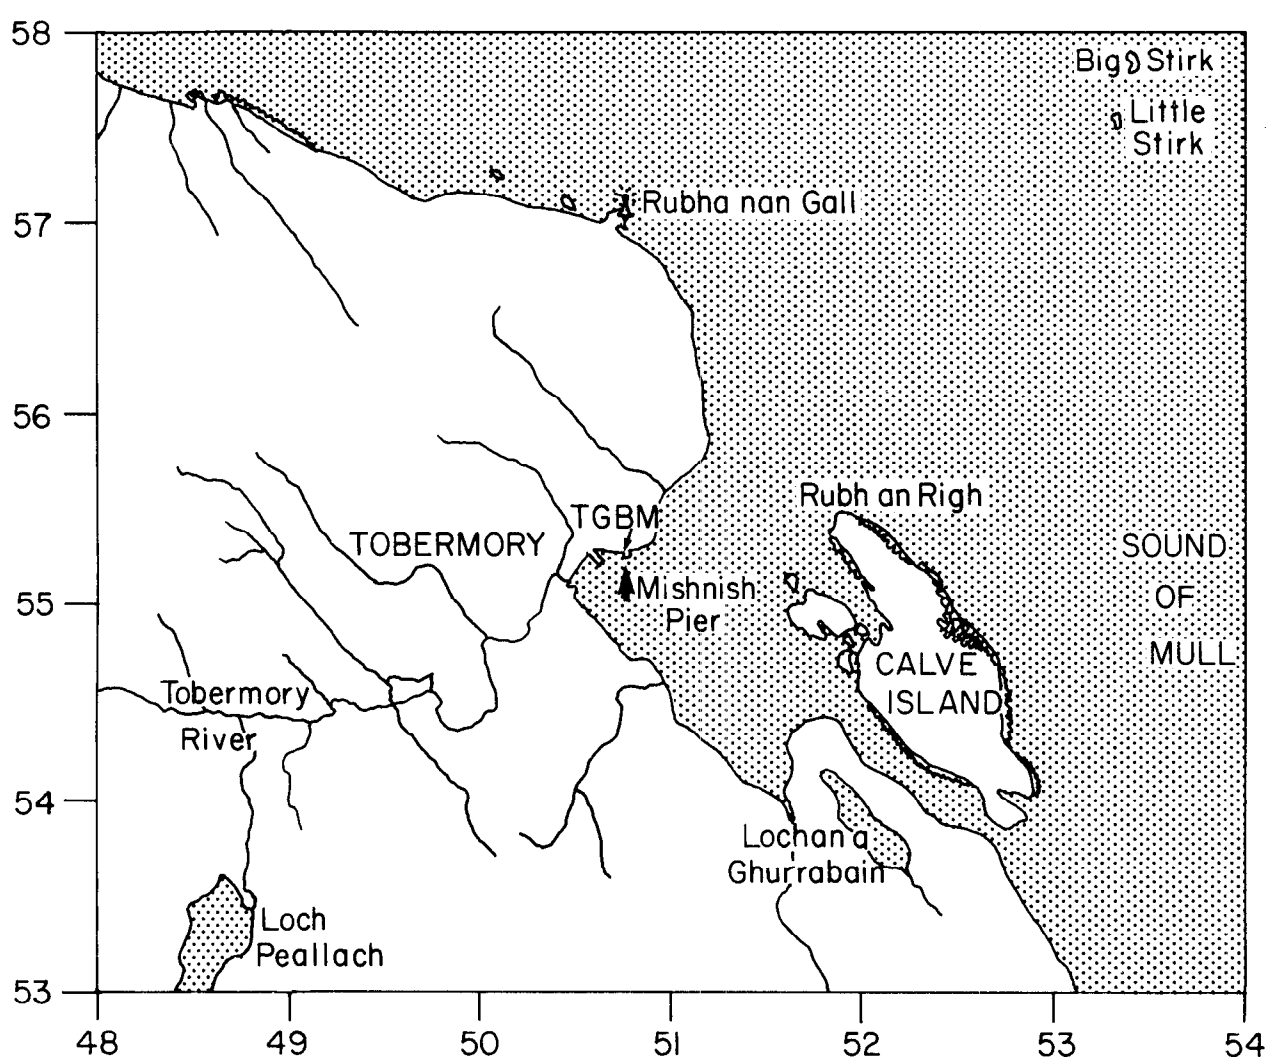 58
Big Stirk
Little
Stirk
57
Rubha nan Gall
56
Rubh an Righ
TGBM
TOBERMORY
SOUND
OF
MULL
55
Mishnish
Pier
CALVE
ISLAND
Tobermory
River
54
Lochan a
Ghurrabain
Loch
Peallach
53
48 49 50 51 52 53 54